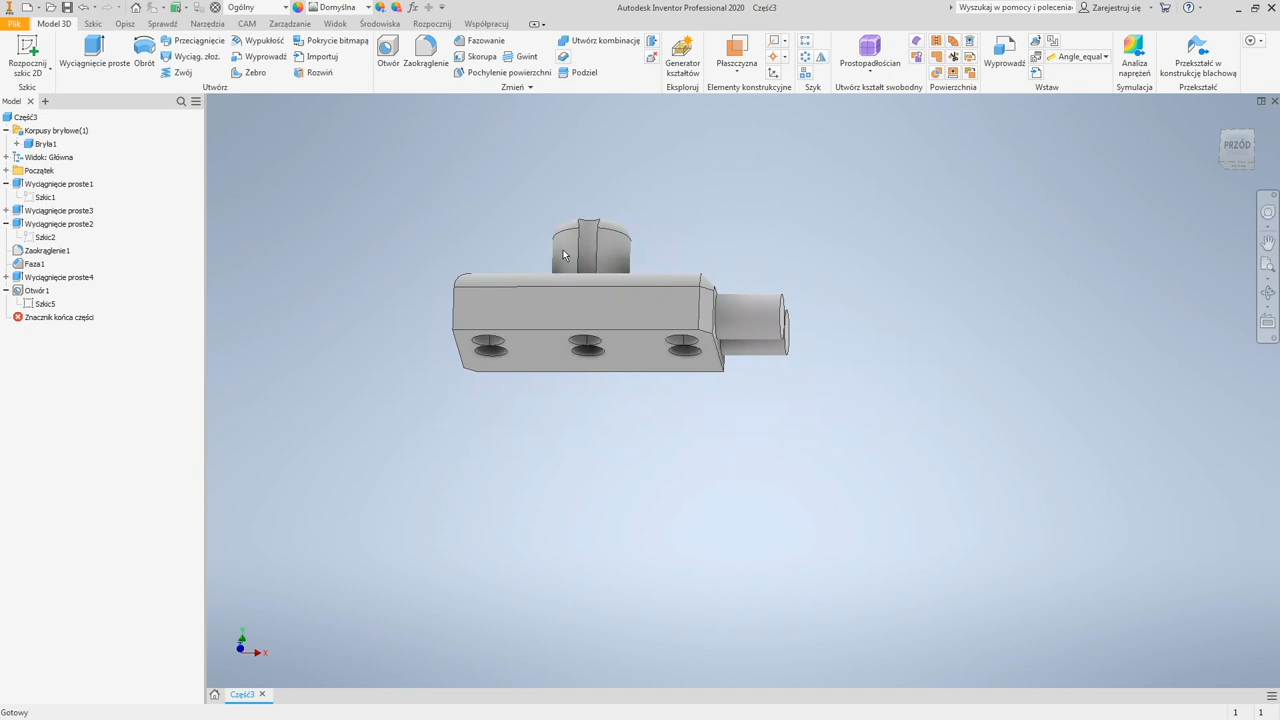 Ogólny
Domyślna
Autodesk Inventor Professional 2020 Część3
Wyszukaj w pomocy i polecenia
Zarejestruj się
Plik Model 3D Szkic Opisz Sprawdź Narzędzia CAM Zarządzanie Widok Środowiska Rozpocznij Współpracuj
Rozpocznij szkic 2D
Wyciągnięcie proste
Obrót
Przeciągnięcie
Wyciąg. złoż.
Zwój
Wypukłość
Wyprowadź
Żebro
Pokrycie bitmapą
Importuj
Rozwiń
Otwór
Zaokrąglenie
Fazowanie
Skorupa
Gwint
Pochylenie powierzchni
Utwórz kombinację
Podziel
Generator kształtów
Płaszczyzna
Prostopadłościan
Wyprowadź
Angle_equal
Analiza naprężeń
Przekształć w konstrukcję blachową
Szkic Utwórz Zmień Eksploruj Elementy konstrukcyjne Szyk Utwórz kształt swobodny Powierzchnia Wstaw Symulacja Przekształć
Model
Część3
Korpusy bryłowe(1)
Bryła1
Widok: Główna
Początek
Wyciągnięcie proste1
Szkic1
Wyciągnięcie proste3
Wyciągnięcie proste2
Szkic2
Zaokrąglenie1
Faza1
Wyciągnięcie proste4
Otwór1
Szkic5
Znacznik końca części
PRZÓD
Y
X
Część3
Gotowy
1 1